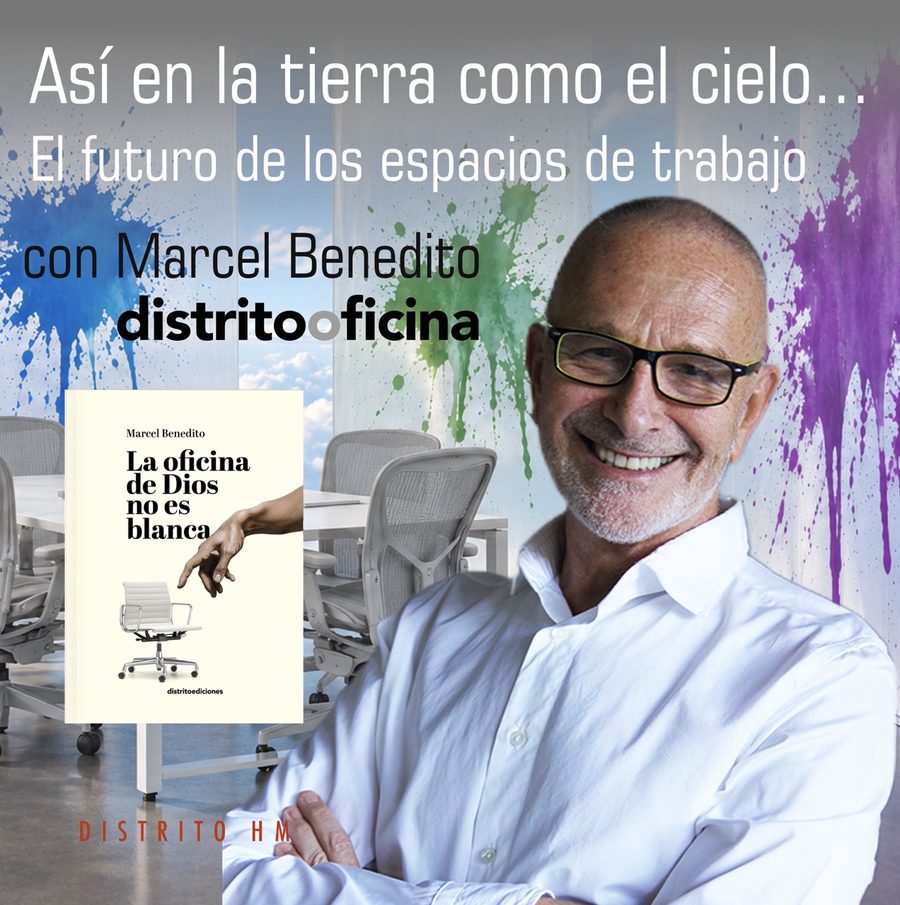 Así en la tierra como el cielo...
El futuro de los espacios de trabajo
con Marcel Benedito
distritooficina
Marcel Benedito
La oficina
de Dios
no es
blanca
distritoediciones
DISTRITO HM